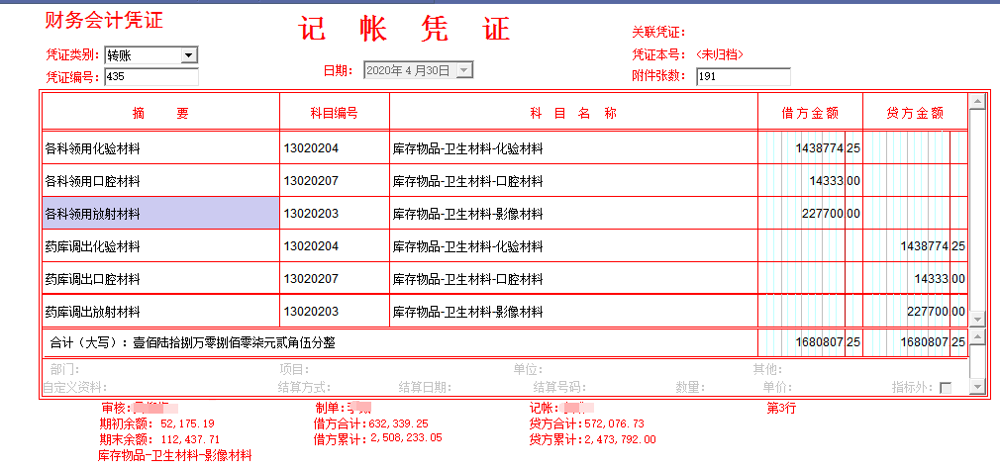 财务会计凭证
记 帐 凭 证
关联凭证:
凭证类别: 转账
凭证本号: <未归档>
凭证编号: 435
日期: 2020年 4月30日
附件张数: 191
摘 要 科目编号 科 目 名 称 借方金额 贷方金额
各科领用化验材料 13020204 库存物品-卫生材料-化验材料 1438774 25
各科领用口腔材料 13020207 库存物品-卫生材料-口腔材料 14333 00
各科领用放射材料 13020203 库存物品-卫生材料-影像材料 227700 00
药库调出化验材料 13020204 库存物品-卫生材料-化验材料 1438774 25
药库调出口腔材料 13020207 库存物品-卫生材料-口腔材料 14333 00
药库调出放射材料 13020203 库存物品-卫生材料-影像材料 227700 00
合计（大写）: 壹佰陆拾捌万零捌佰零柒元贰角伍分整 1680807 25 1680807 25
部门: 项目: 单位: 其他:
自定义资料: 结算方式: 结算日期: 结算号码: 数量: 单价: 指标外:
审核: 制单: 记帐: 第3行
期初余额: 52,175.19 借方合计:632,339.25 贷方合计:572,076.73
期末余额: 112,437.71 借方累计:2,508,233.05 贷方累计:2,473,792.00
库存物品-卫生材料-影像材料